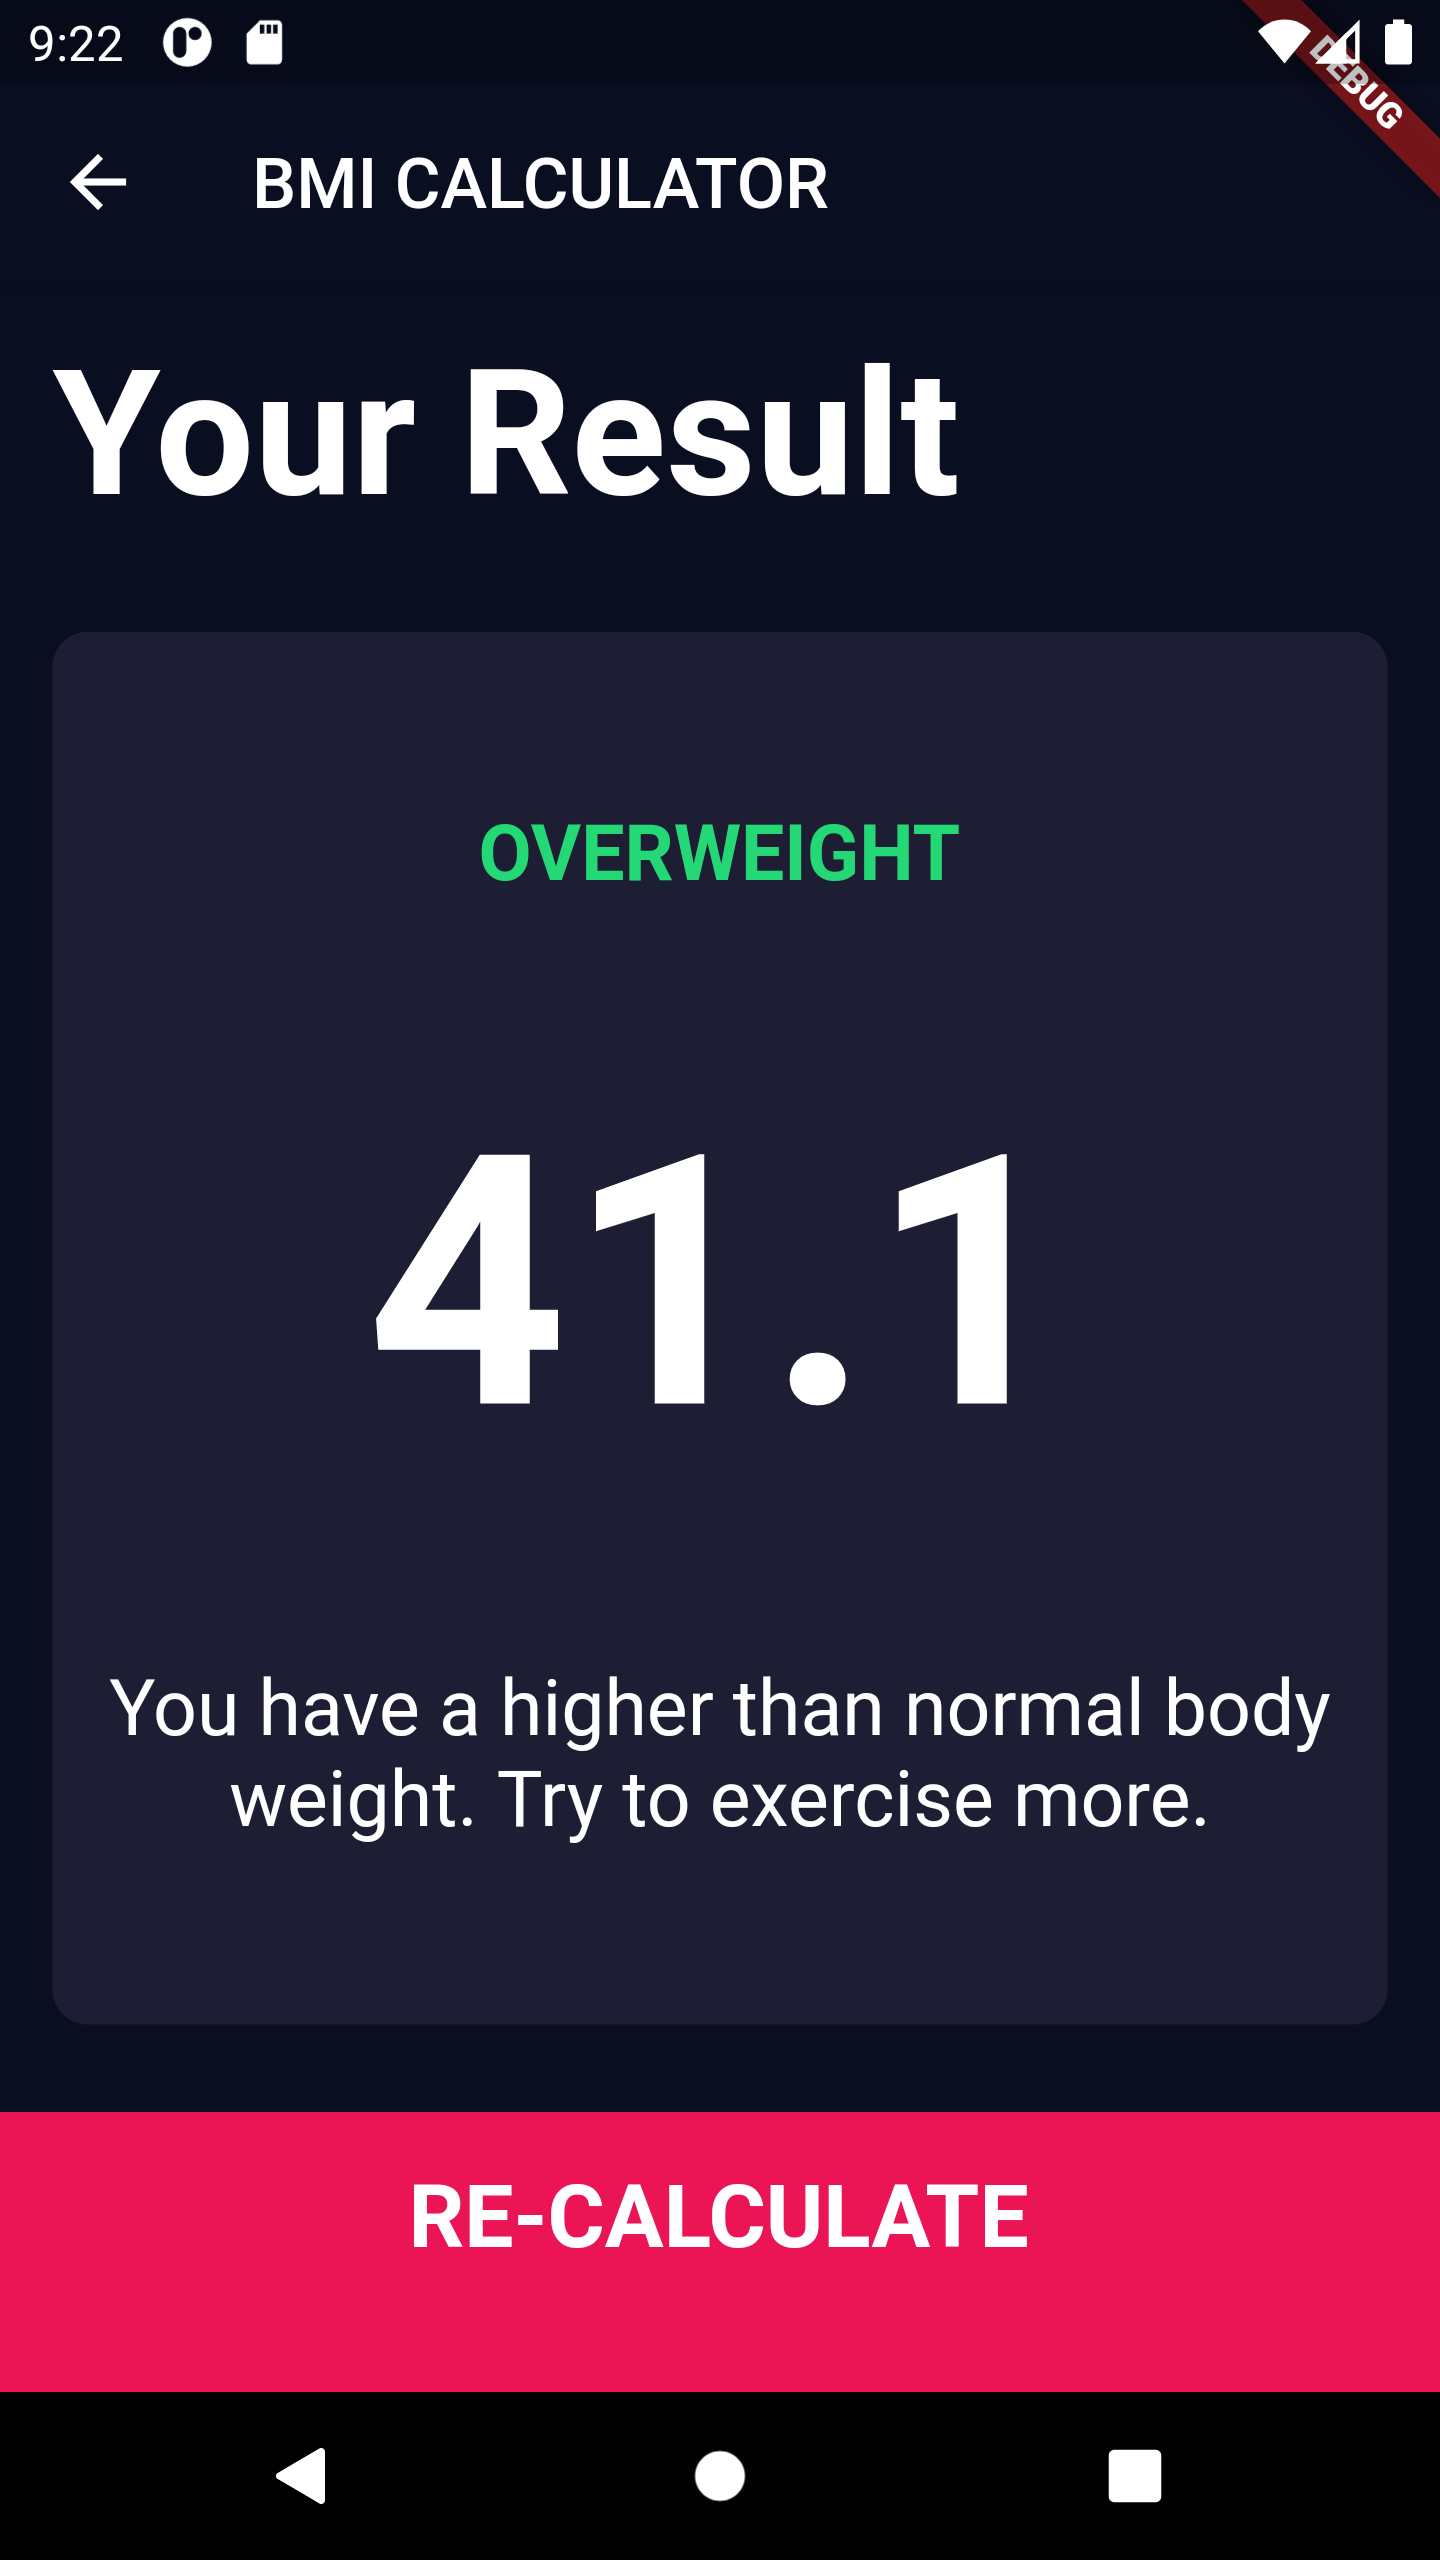 9:22
DEBUG
BMI CALCULATOR
Your Result
OVERWEIGHT
41.1
You have a higher than normal body
weight. Try to exercise more.
RE-CALCULATE